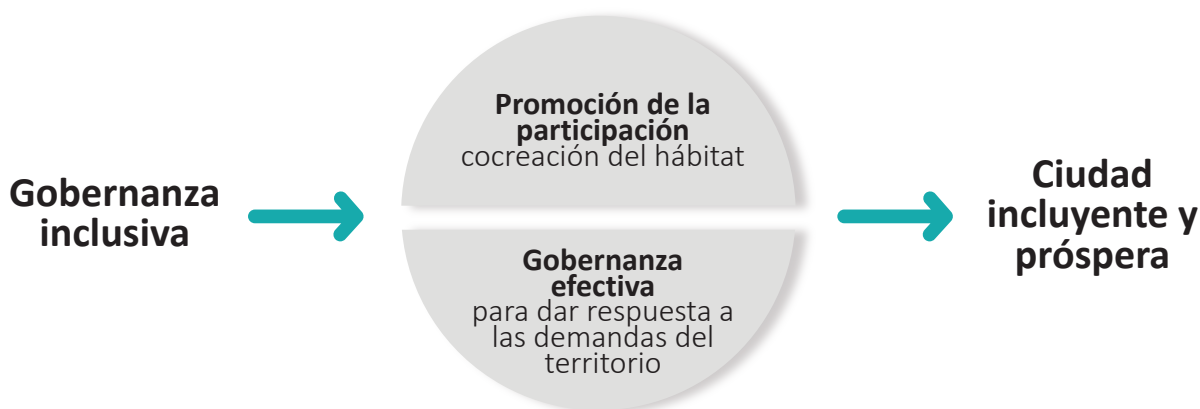 Gobernanza
inclusiva
Promoción de la
participación
cocreación del hábitat
Gobernanza
efectiva
para dar respuesta a
las demandas del
territorio
Ciudad
incluyente y
próspera